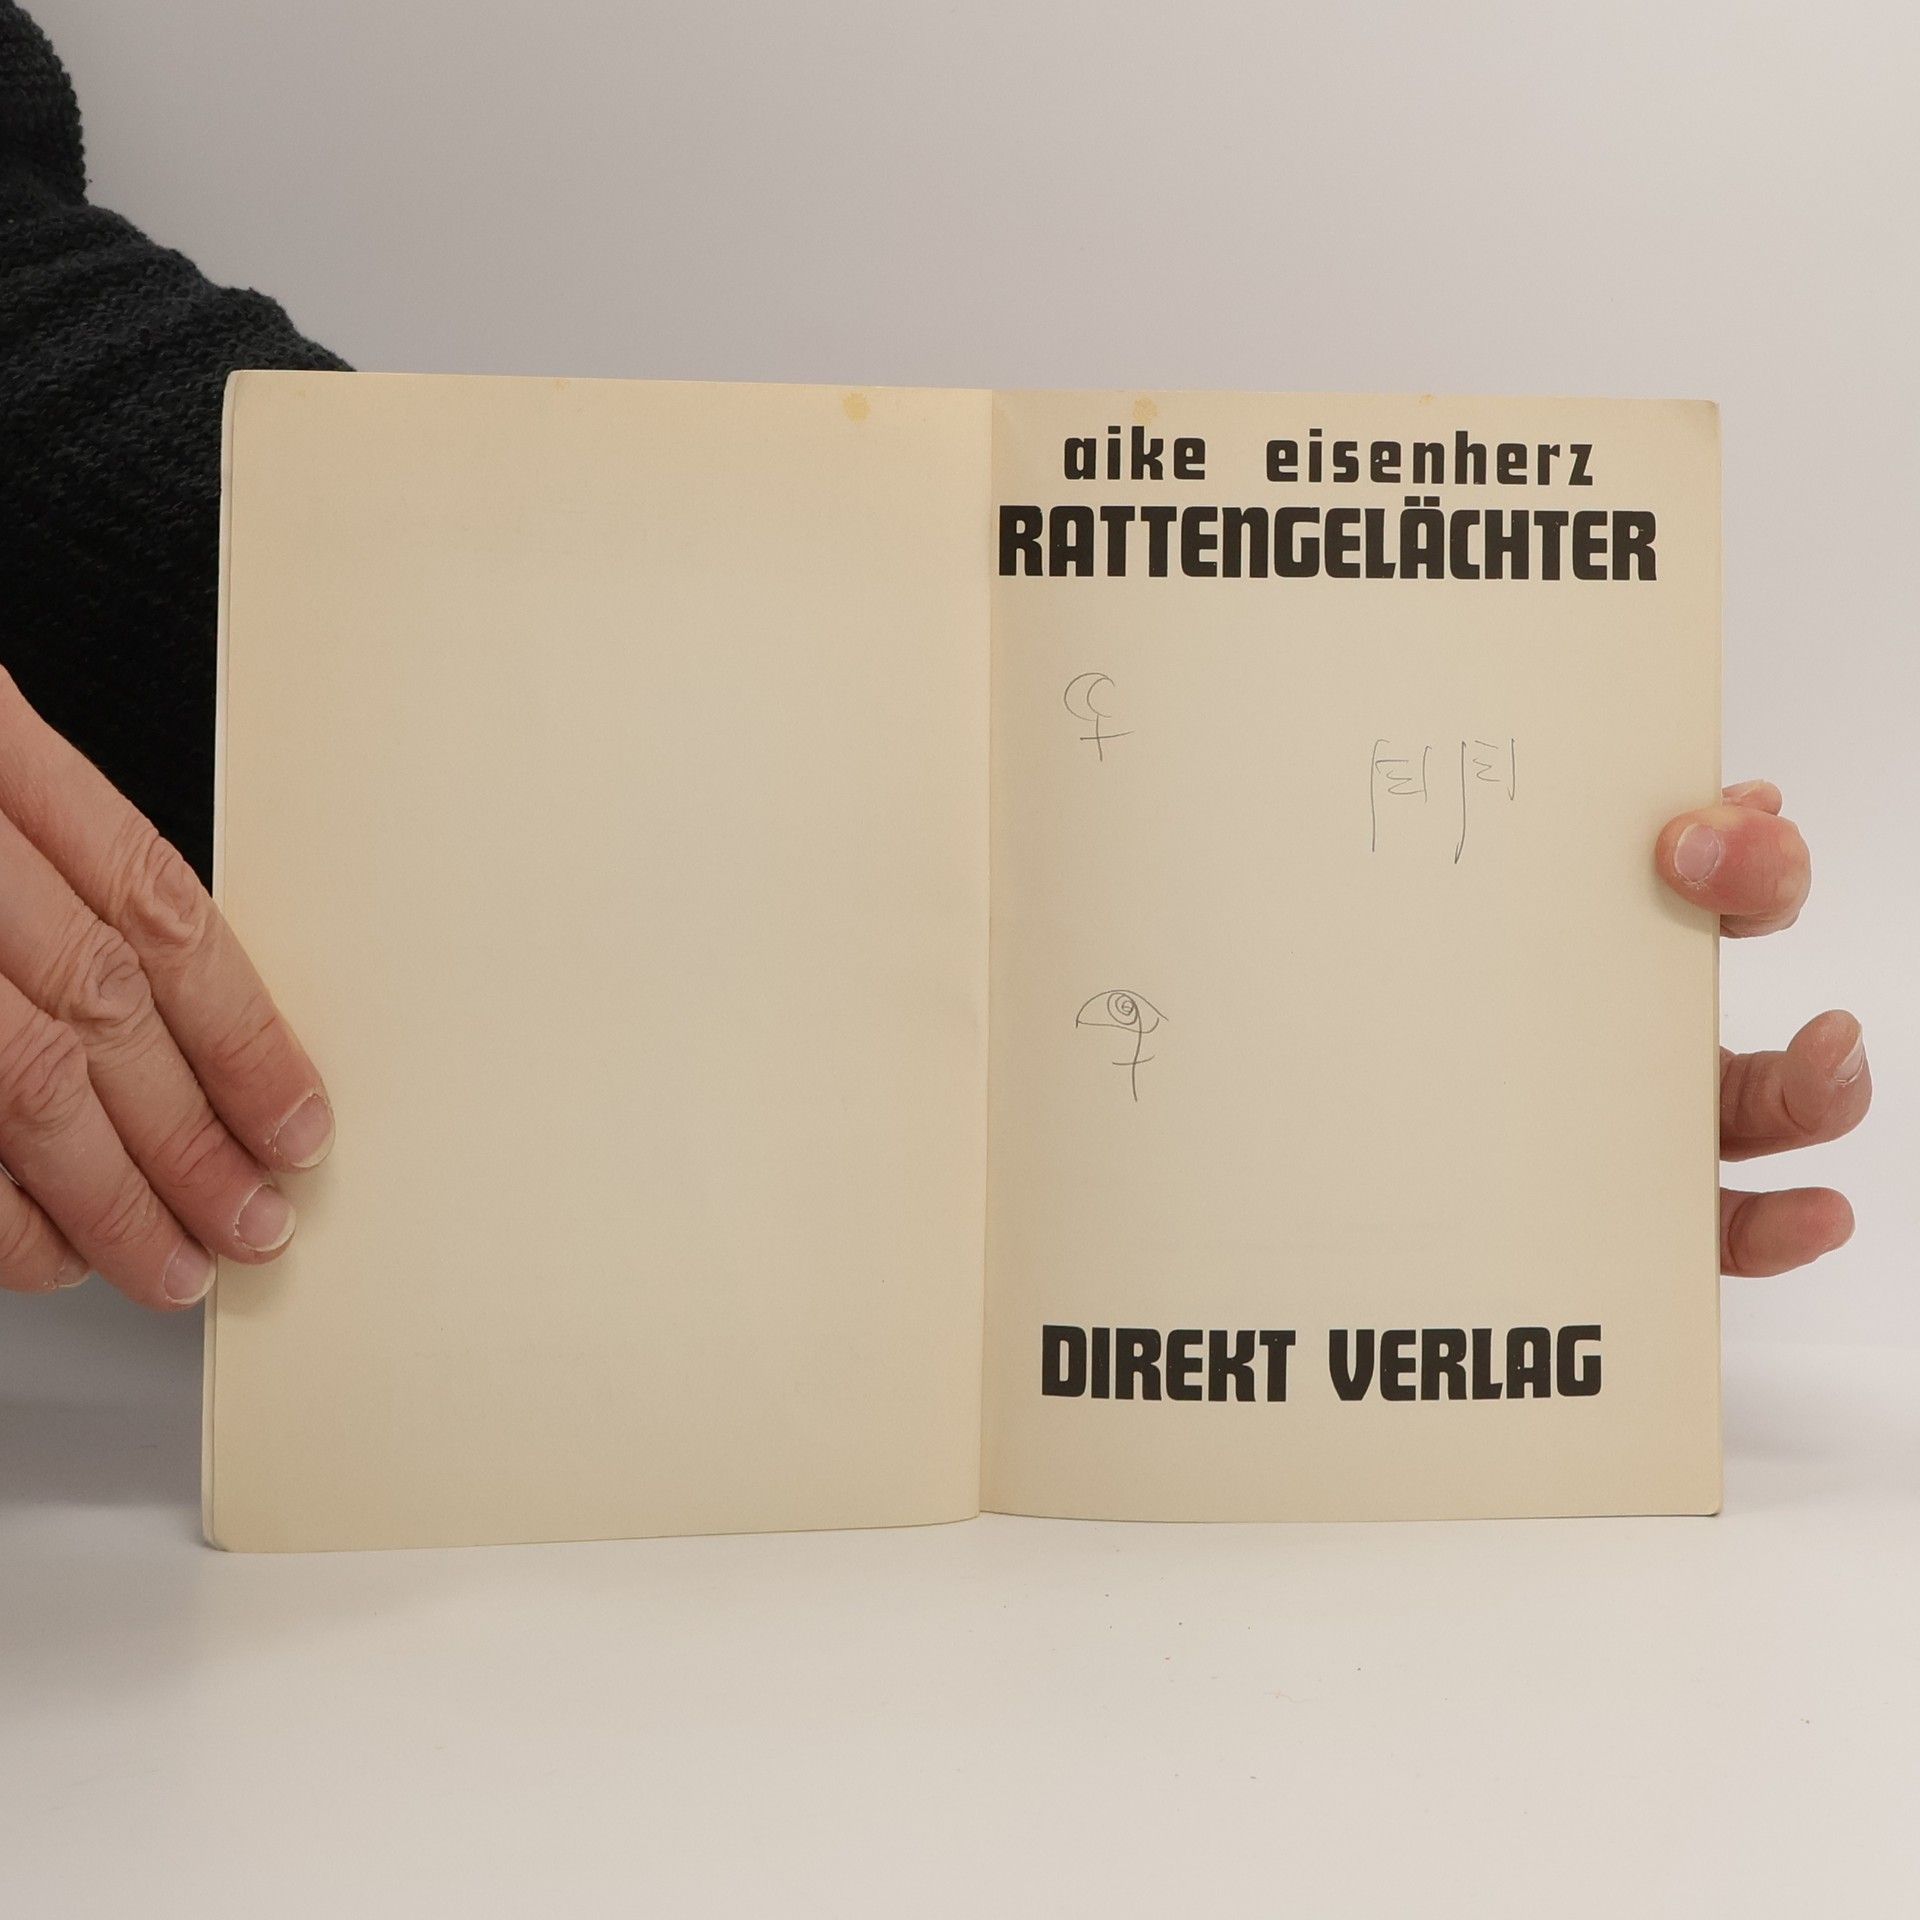 aike eisenherz
RATTENGELÄCHTER
DIREKT VERLAG